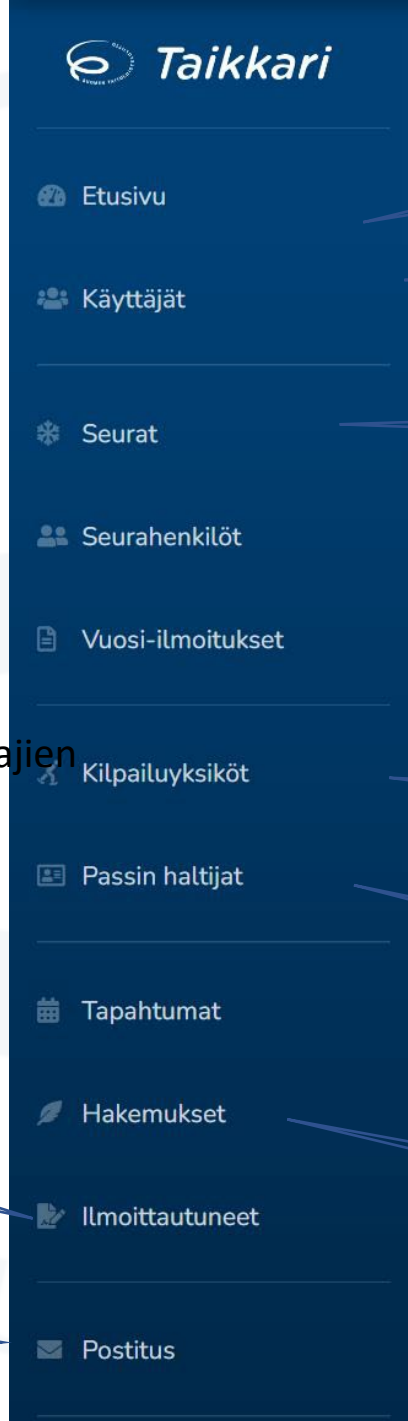 Taikkari
Etusivu
Käyttäjät
Seurat
Seurahenkilöt
Vuosi-ilmoitukset
ajien
Kilpailuyksiköt
Passin haltijat
Tapahtumat
Hakemukset
Ilmoittautuneet
Postitus